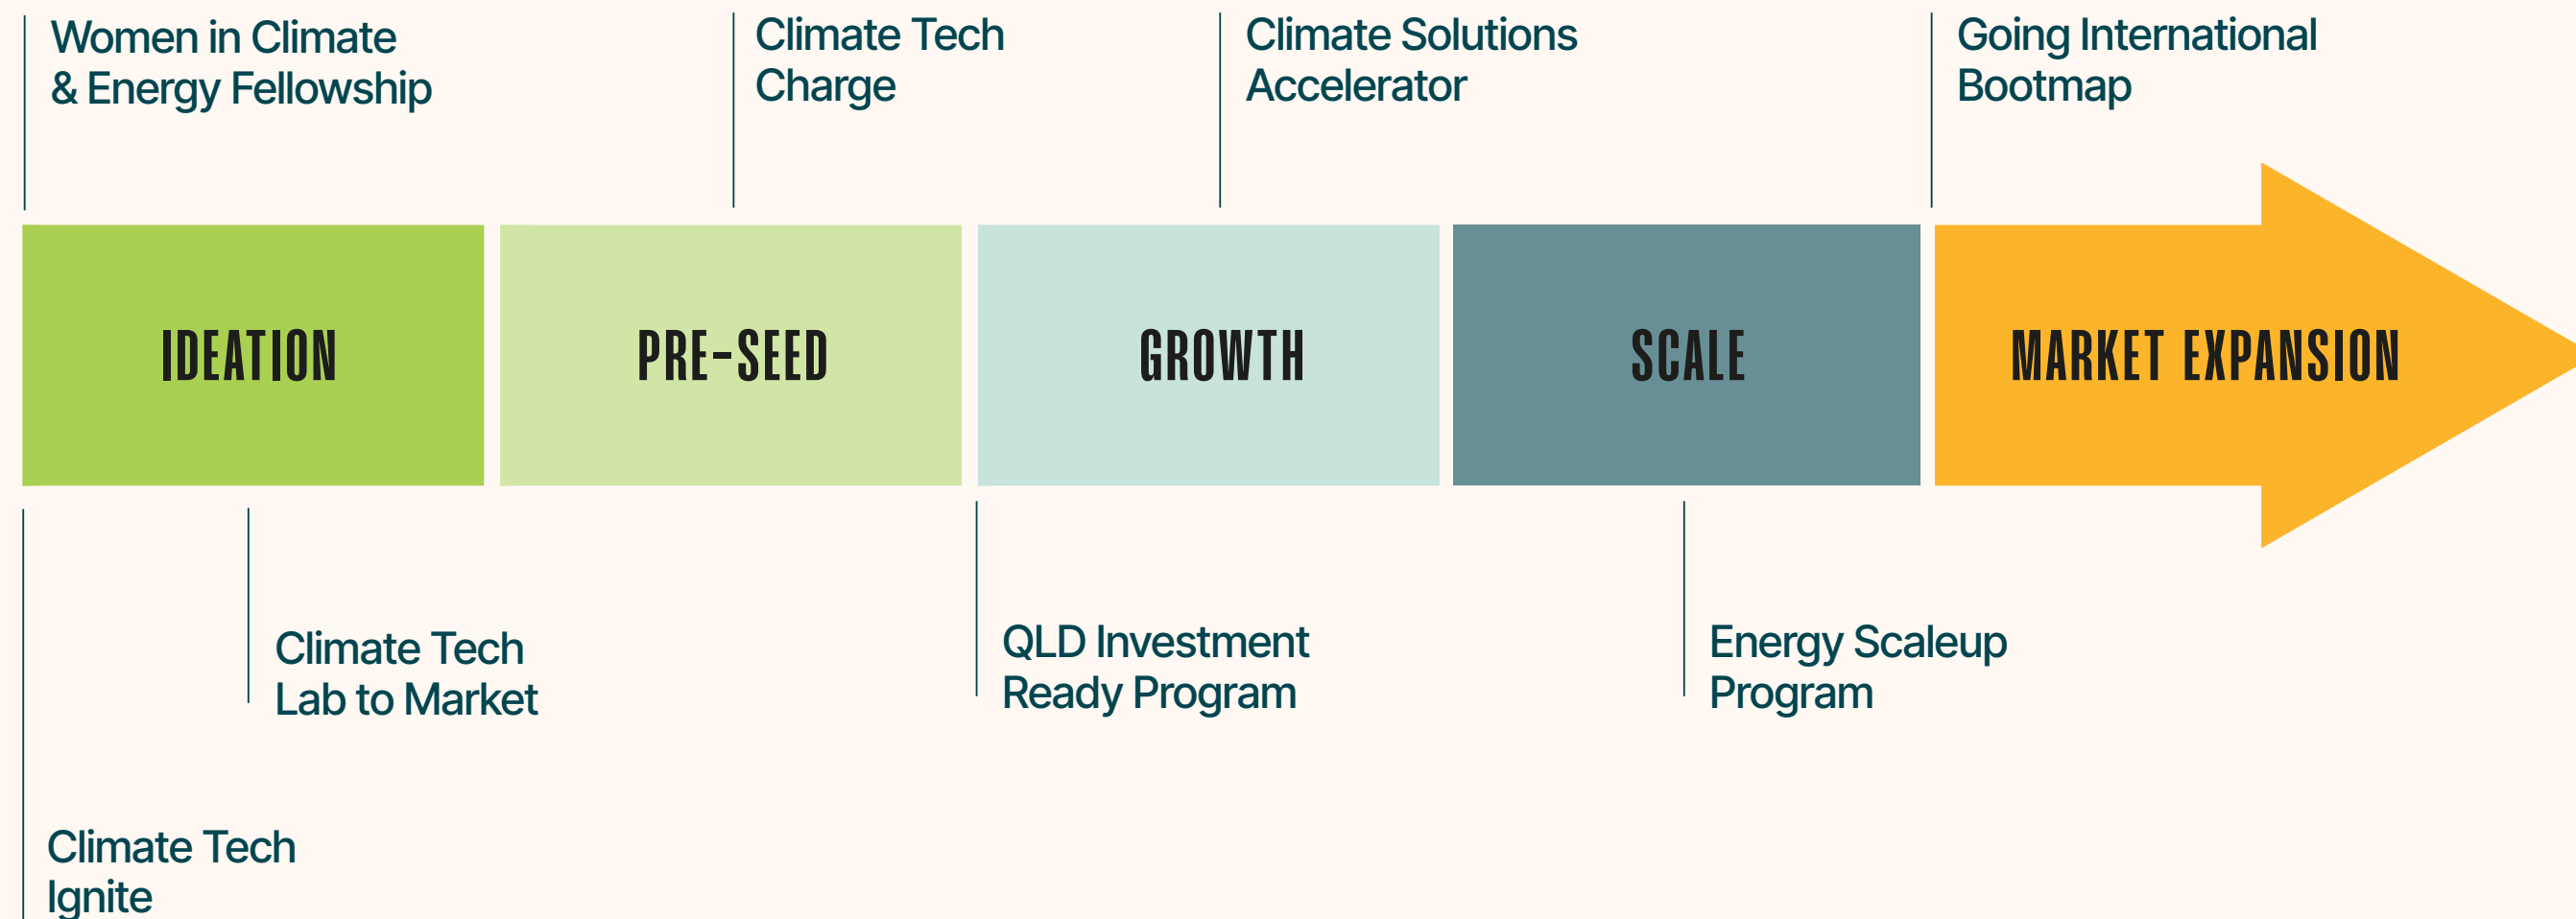 Women in Climate
& Energy Fellowship
Climate Tech
Charge
Climate Solutions
Accelerator
Going International
Bootmap
IDEATION
PRE-SEED
GROWTH
SCALE
MARKET EXPANSION
Climate Tech
Lab to Market
QLD Investment
Ready Program
Energy Scaleup
Program
Climate Tech
Ignite